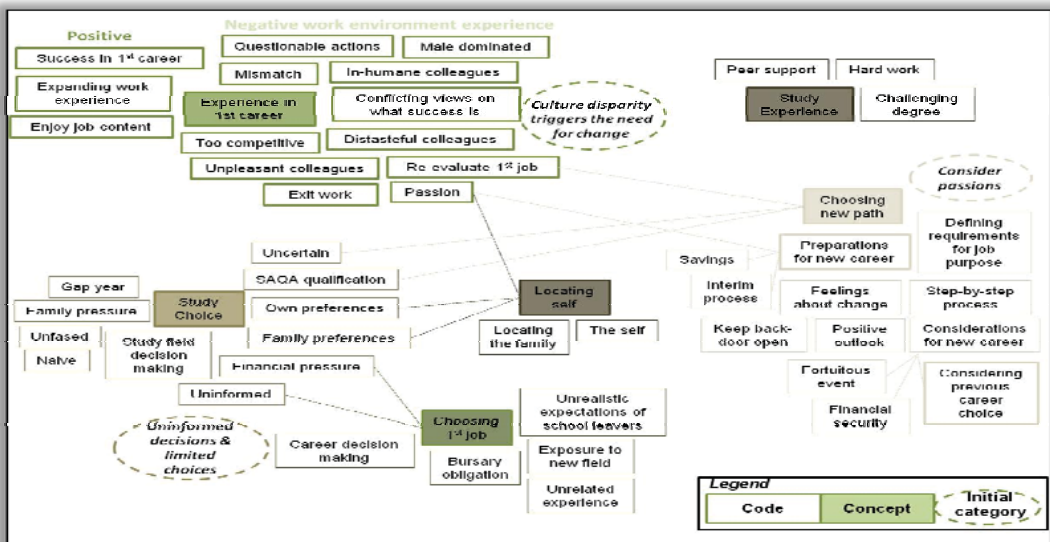 Negative work environment experience
Positive
Success in 1st career
Expanding work
experience
Enjoy job content
Questionable actions
Male dominated
Mismatch
In-humane colleagues
Experience in
1st career
Conflicting views on
what success is
Too competitive
Distasteful colleagues
Unpleasant colleagues
Re evaluate 1st job
Exit work
Passion
Culture disparity
triggers the need
for change
Peer support
Hard work
Study
Experience
Challenging
degree
Consider
passions
Choosing
new path
Defining
requirements
for job
purpose
Preparations
for new career
Savings
Interim
process
Feelings
about change
Step-by-step
process
Keep back-
door open
Positive
outlook
Considerations
for new career
Fortuitous
event
Considering
previous
career
choice
Financial
security
Uncertain
SAQA qualification
Gap year
Study
Choice
Own preferences
Family pressure
Unfased
Study field
decision
making
Family preferences
Naive
Financial pressure
Uninformed
Locating
self
Locating
the family
The self
Uninformed
decisions &
limited
choices
Career decision
making
Choosing
1st job
Bursary
obligation
Unrealistic
expectations of
school leavers
Exposure to
new field
Unrelated
experience
Legend
Code
Concept
Initial
category